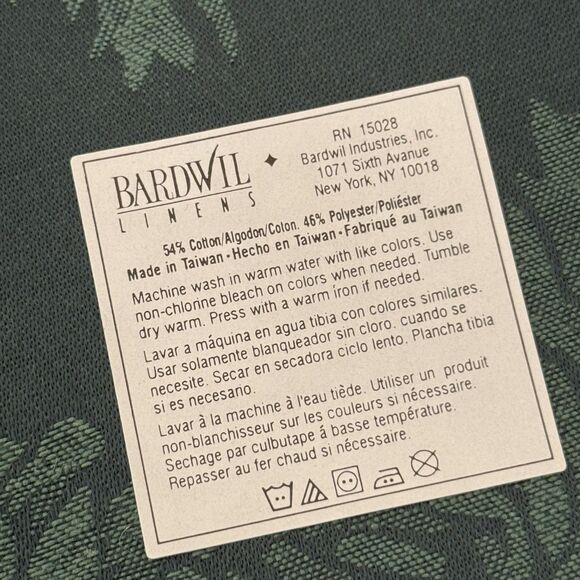 BARDWIL
LINENS
RN 15028
Bardwil Industries, Inc.
1071 Sixth Avenue
New York, NY 10018
54% Cotton/Algodon/Colon. 46% Polyester/Poliéster
Made in Taiwan • Hecho en Taiwan • Fabriqué au Taiwan
Machine wash in warm water with like colors. Use
non-chlorine bleach on colors when needed. Tumble
dry warm. Press with a warm iron if needed.
Lavar a máquina en agua tibia con colores similares.
Usar solamente blanqueador sin cloro. cuando se
necesite. Secar en secadora ciclo lento. Plancha tibia
si es necesario.
Lavar à la machine à l'eau tiède. Utiliser un produit
non-blanchisseur sur les couleurs si nécessaire.
Sechage par culbutape á basse température.
Repasser au fer chaud si nécessaire.